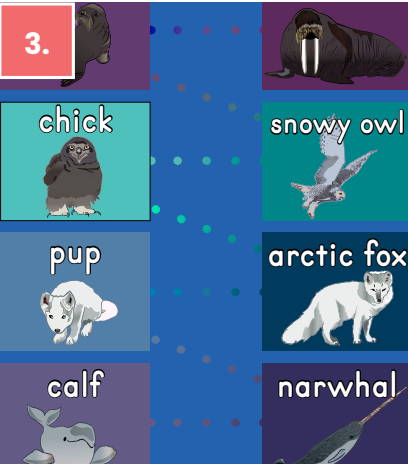 3.
chick
snowy owl
pup
arctic fox
calf
narwhal